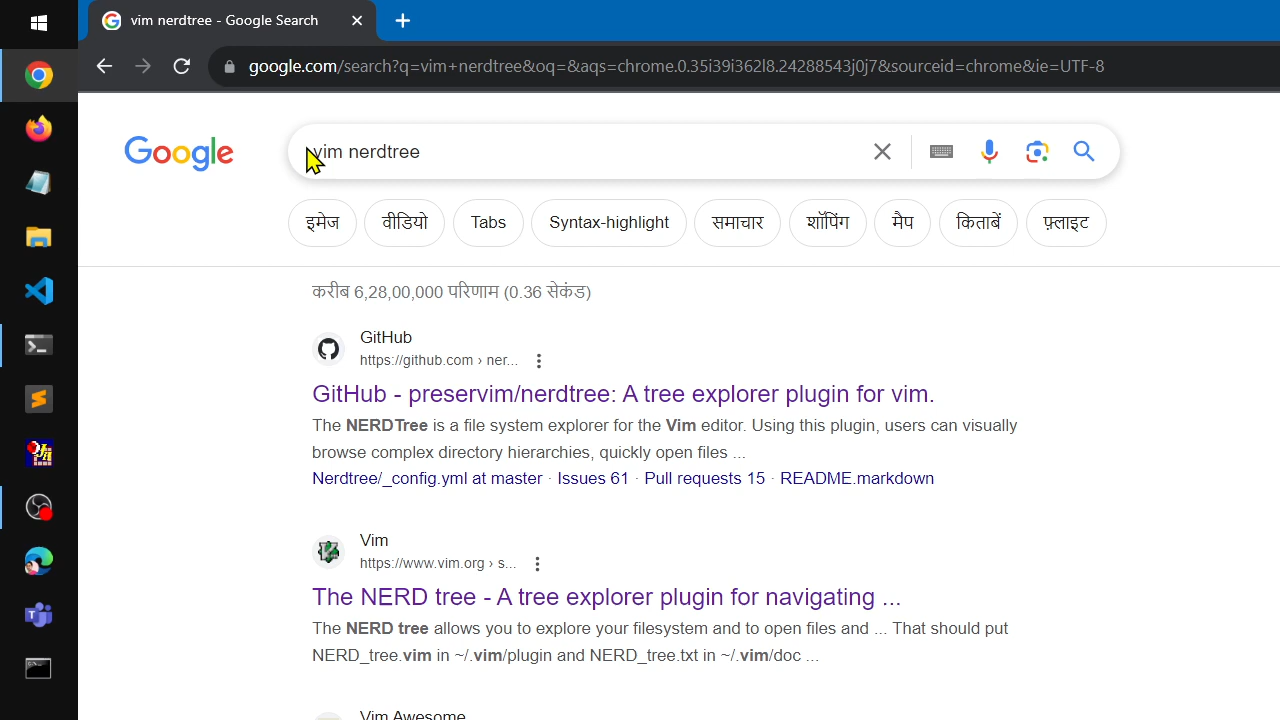 vim nerdtree - Google Search
google.com/search?q=vim+nerdtree&oq=&aqs=chrome.0.35i39i362l8.24288543j0j7&sourceid=chrome&ie=UTF-8
Google
vim nerdtree
इमेज
वीडियो
Tabs
Syntax-highlight
समाचार
शॉपिंग
मैप
किताबें
फ़्लाइट
करीब 6,28,00,000 परिणाम (0.36 सेकंड)
GitHub
https://github.com › ner...
GitHub - preservim/nerdtree: A tree explorer plugin for vim.
The NERDTree is a file system explorer for the Vim editor. Using this plugin, users can visually
browse complex directory hierarchies, quickly open files ...
Nerdtree/_config.yml at master · Issues 61 · Pull requests 15 · README.markdown
Vim
https://www.vim.org › s...
The NERD tree - A tree explorer plugin for navigating ...
The NERD tree allows you to explore your filesystem and to open files and ... That should put
NERD_tree.vim in ~/.vim/plugin and NERD_tree.txt in ~/.vim/doc ...
Vim Awesome